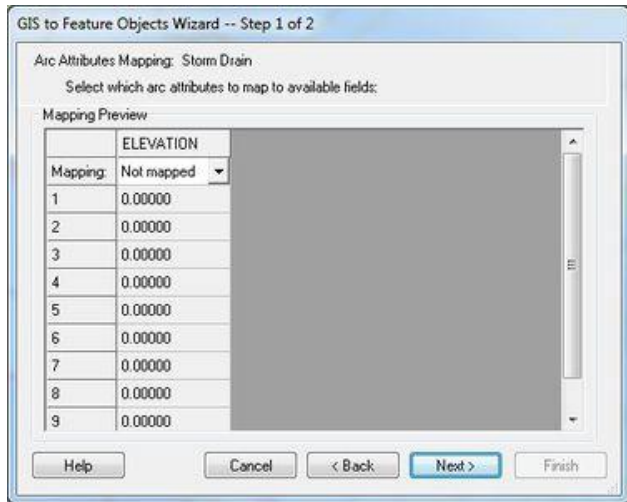 GIS to Feature Objects Wizard -- Step 1 of 2
Arc Attributes Mapping: Storm Drain
Select which arc attributes to map to available fields:
Mapping Preview
ELEVATION
Mapping: Not mapped
1 0.00000
2 0.00000
3 0.00000
4 0.00000
5 0.00000
6 0.00000
7 0.00000
8 0.00000
9 0.00000
Help Cancel < Back Next > Finish